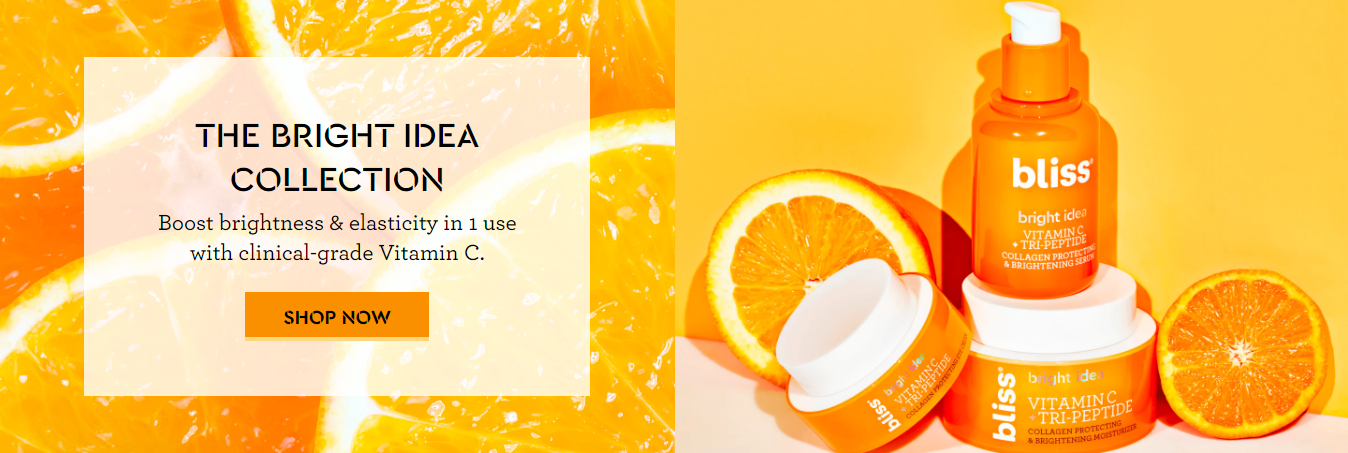 THE BRIGHT IDEA
COLLECTION
Boost brightness & elasticity in 1 use
with clinical-grade Vitamin C.
SHOP NOW
bliss®
bright idea
VITAMIN C
+ TRI-PEPTIDE
COLLAGEN PROTECTING
& BRIGHTENING SERUM
bliss
bright idea
VITAMIN C
+ TRI-PEPTIDE
COLLAGEN PROTECTING EYE CREAM
bliss®
bright idea
VITAMIN C
+ TRI-PEPTIDE
COLLAGEN PROTECTING
& BRIGHTENING MOISTURIZER